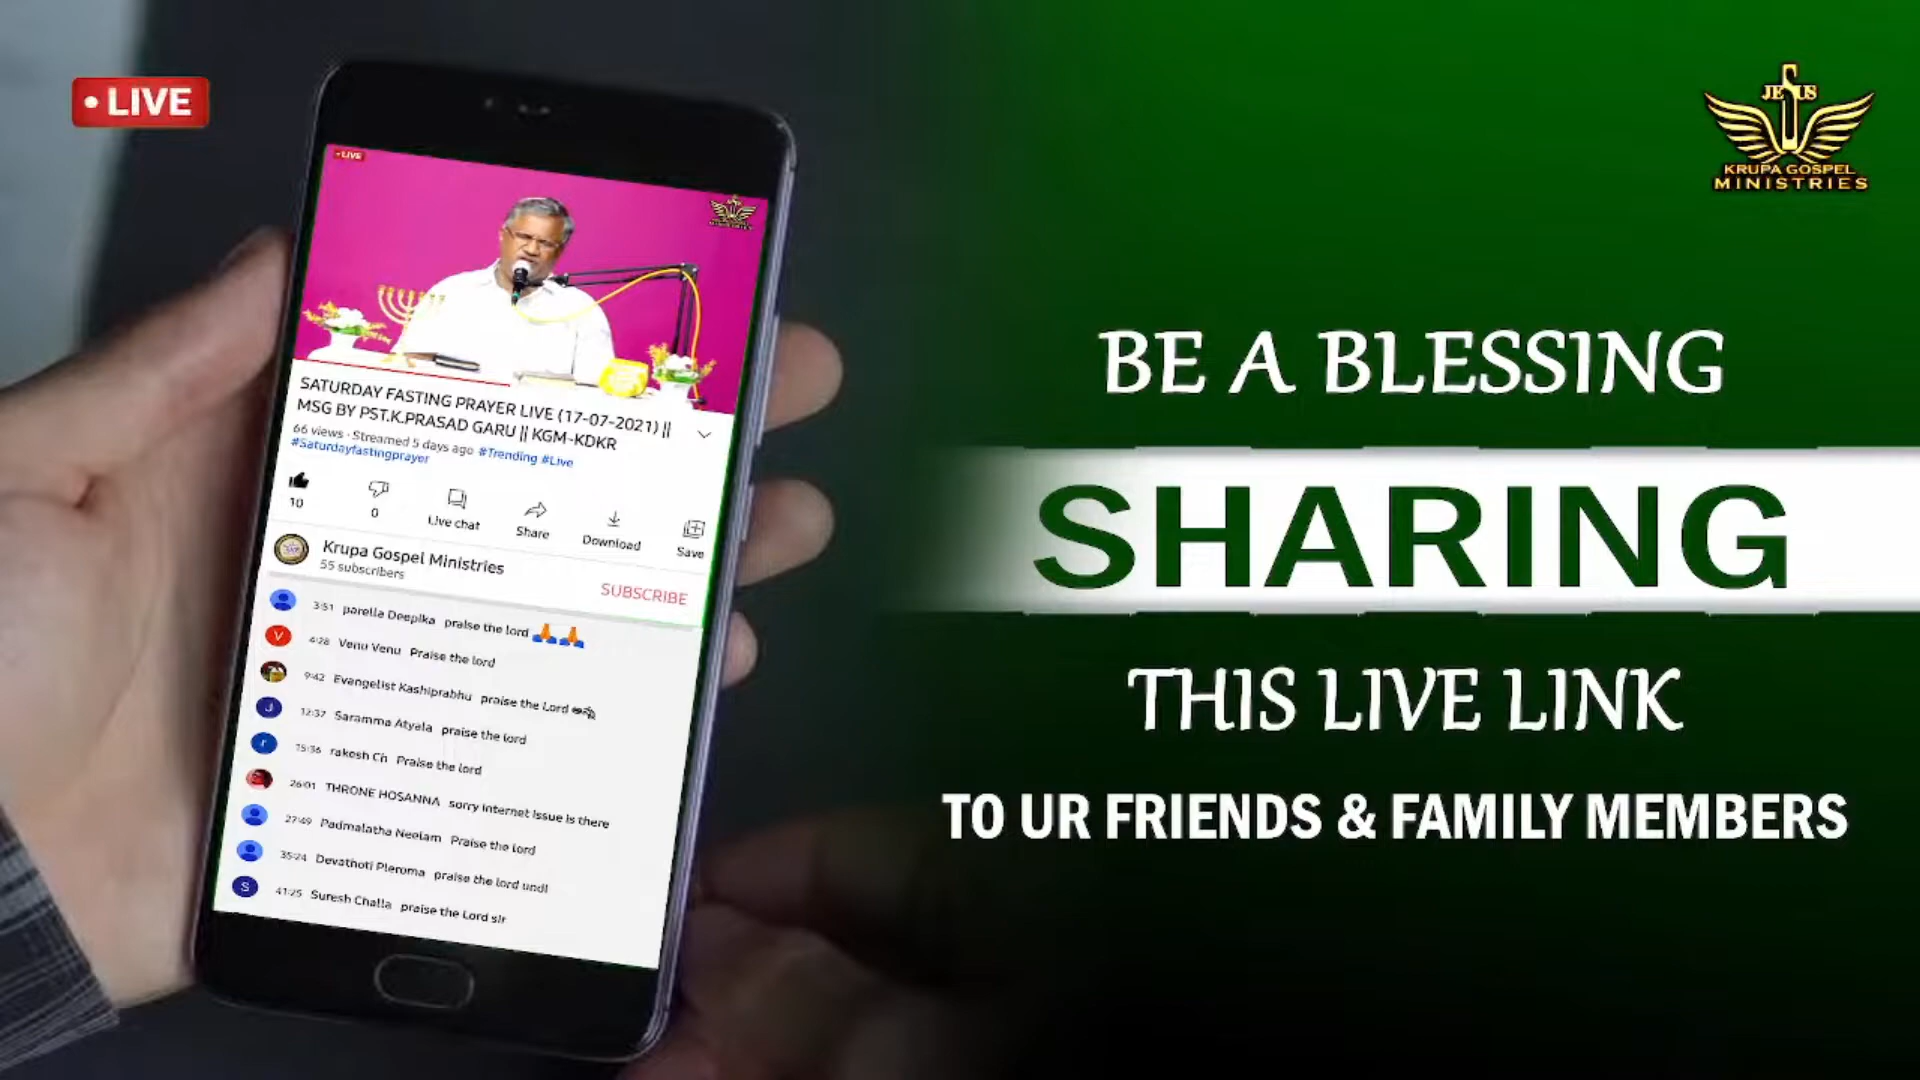 LIVE
JESUS
KRUPA GOSPEL
MINISTRIES
LIVE
SATURDAY FASTING PRAYER LIVE (17-07-2021) ||
MSG BY PST.K.PRASAD GARU || KGM-KDKR
66 views · Streamed 5 days ago #Trending #Live
#Saturdayfastingprayer
10
0
Live chat
Share
Download
Save
Krupa Gospel Ministries
55 subscribers
SUBSCRIBE
3:51 parella Deepika praise the lord 🙏🙏
V
4:28 Venu Venu Praise the lord
9:42 Evangelist Kashiprabhu praise the Lord అన్న
J
12:37 Saramma Atyala praise the lord
r
15:36 rakesh Ch Praise the lord
26:01 THRONE HOSANNA sorry internet issue is there
27:49 Padmalatha Neelam Praise the lord
35:24 Devathoti Pleroma praise the lord undi
S
41:25 Suresh Challa praise the Lord sir
BE A BLESSING
SHARING
THIS LIVE LINK
TO UR FRIENDS & FAMILY MEMBERS